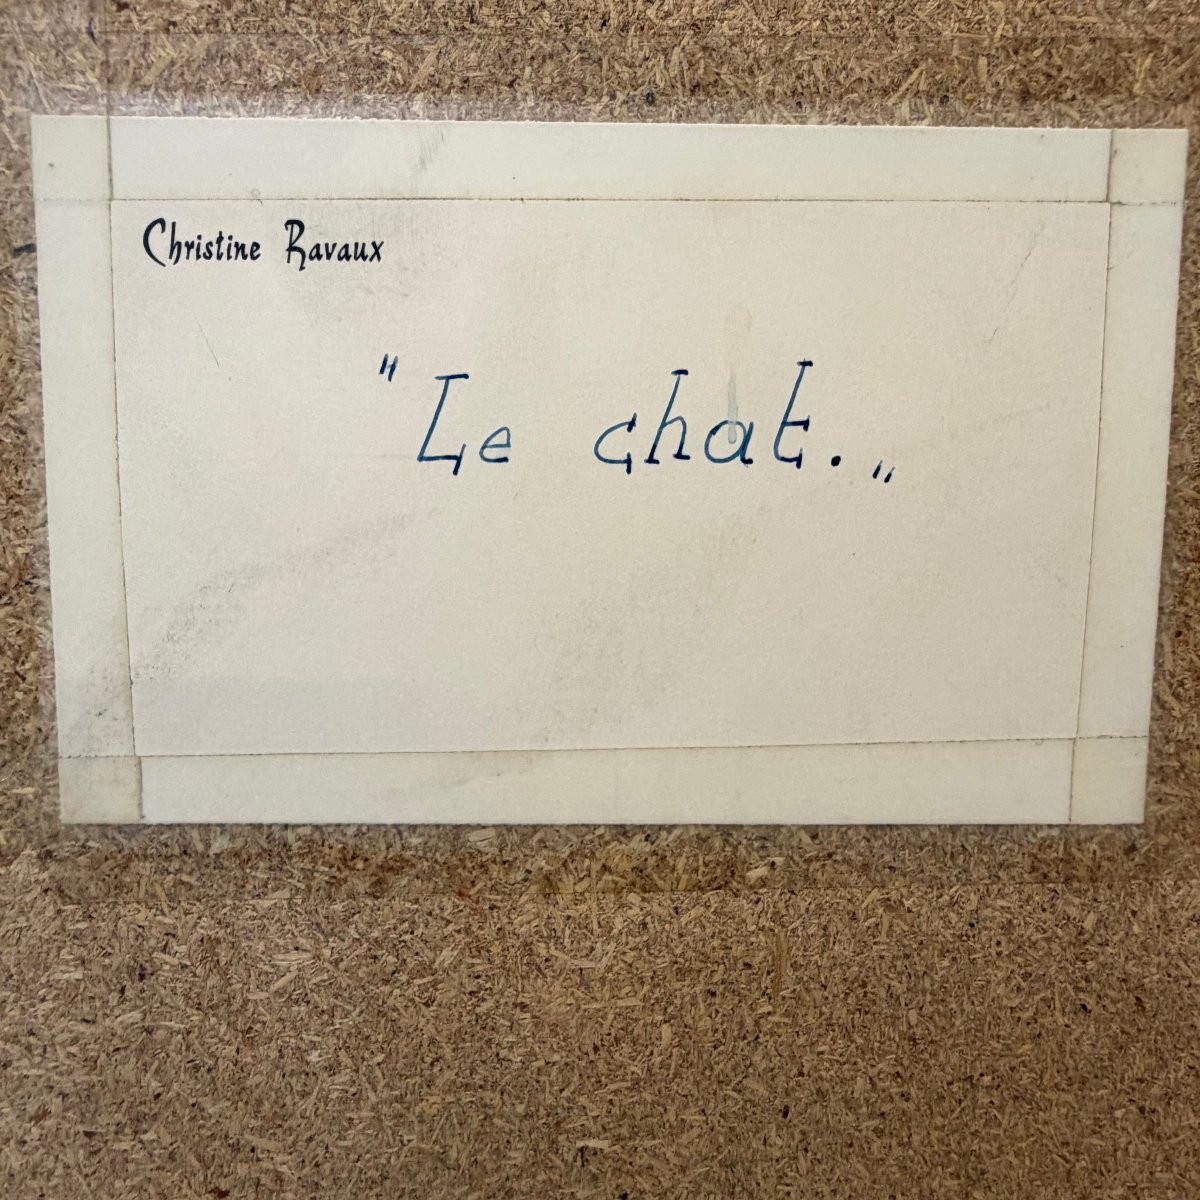 Christine Ravaux
"Le chat.„